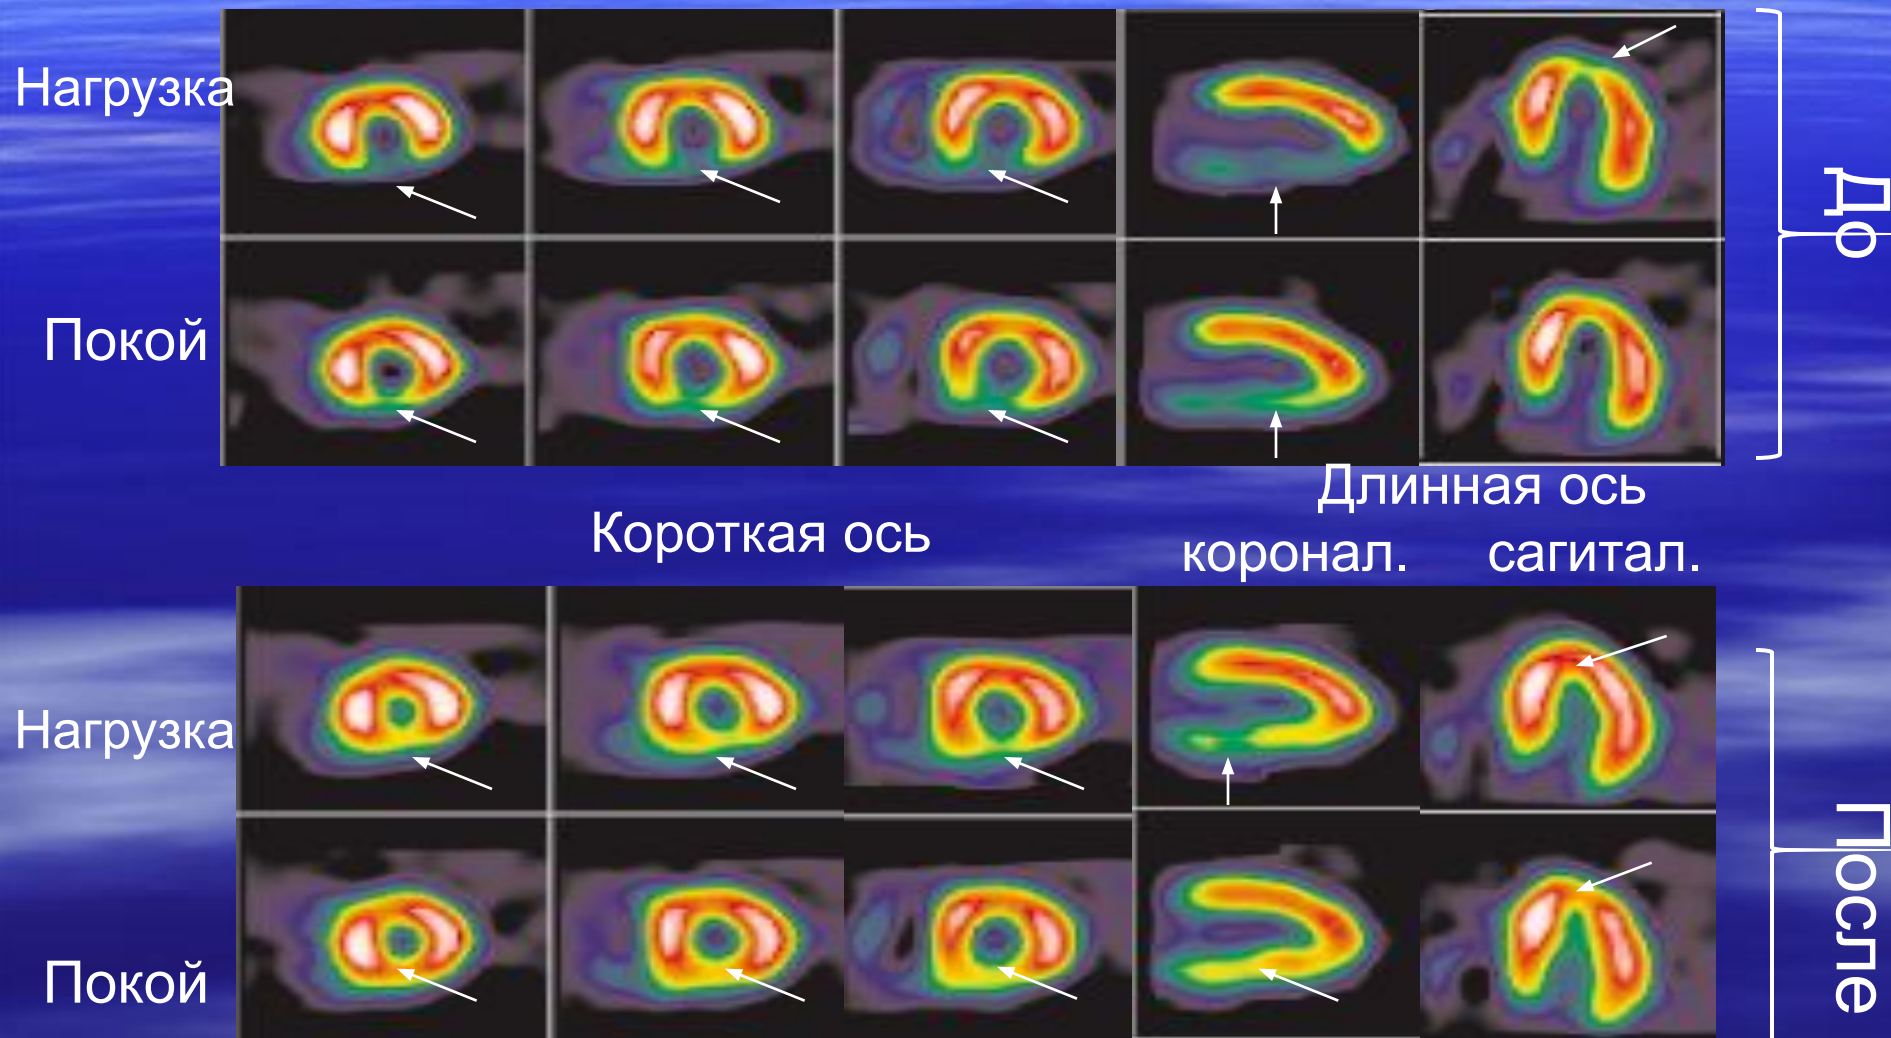 Нагрузка
Покой
До
Длинная ось
Короткая ось
коронал. сагитал.
Нагрузка
Покой
После